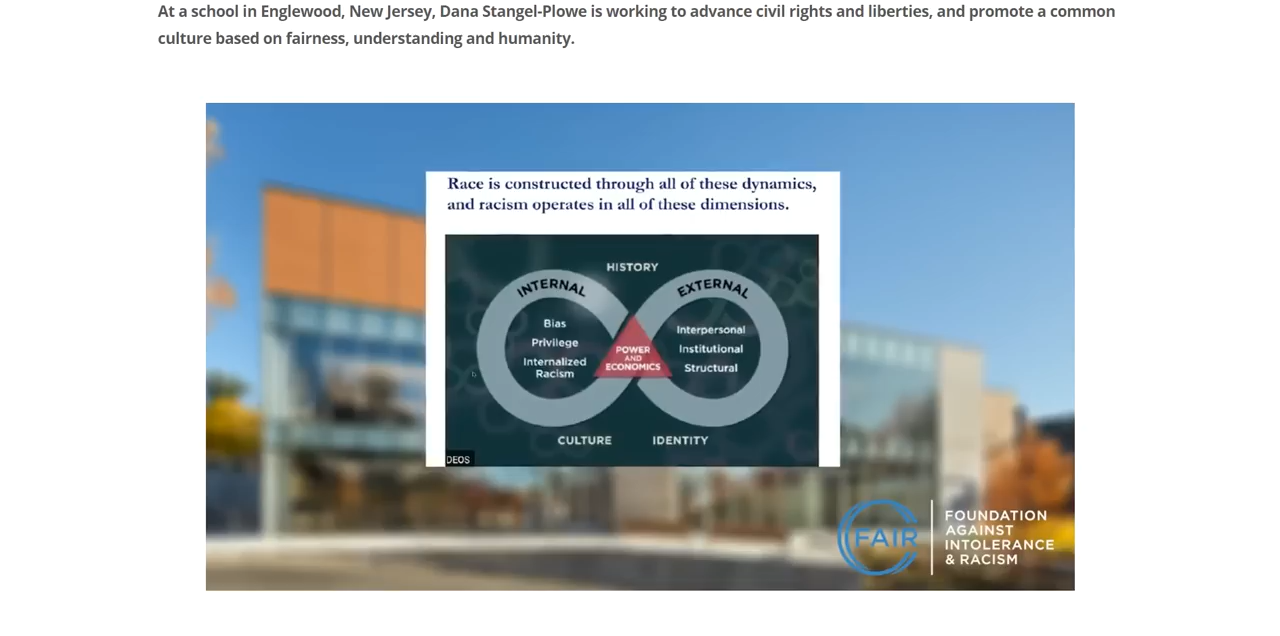 At a school in Englewood, New Jersey, Dana Stangel-Plowe is working to advance civil rights and liberties, and promote a common
culture based on fairness, understanding and humanity.
Race is constructed through all of these dynamics,
and racism operates in all of these dimensions.
HISTORY
INTERNAL
EXTERNAL
Bias
Privilege
Internalized
Racism
POWER
AND
ECONOMICS
Interpersonal
Institutional
Structural
CULTURE
IDENTITY
DEOS
FAIR
FOUNDATION
AGAINST
INTOLERANCE
& RACISM